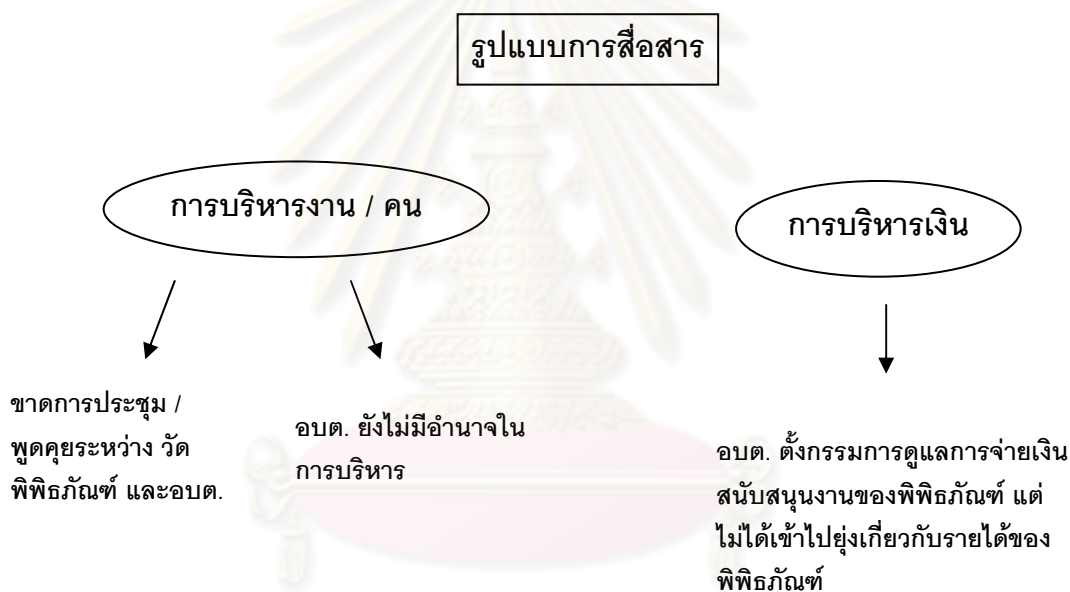 รูปแบบการสื่อสาร
การบริหารงาน / คน
การบริหารเงิน
ขาดการประชุม /
พูดคุยระหว่าง วัด
พิพิธภัณฑ์ และอบต.
อบต. ยังไม่มีอำนาจใน
การบริหาร
อบต. ตั้งกรรมการดูแลการจ่ายเงิน
สนับสนุนงานของพิพิธภัณฑ์ แต่
ไม่ได้เข้าไปยุ่งเกี่ยวกับรายได้ของ
พิพิธภัณฑ์